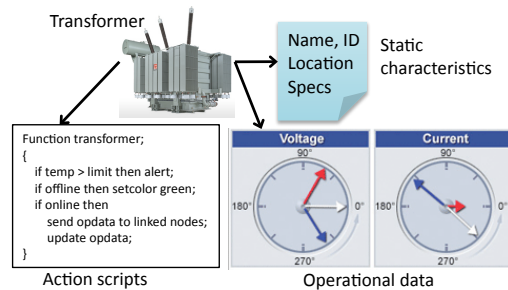 Transformer
Name, ID
Location
Specs
Static
characteristics
Function transformer;
{
if temp > limit then alert;
if offline then setcolor green;
if online then
send opdata to linked nodes;
update opdata;
}
Action scripts
Voltage
90°
180°
0°
270°
Current
90°
180°
0°
270°
Operational data